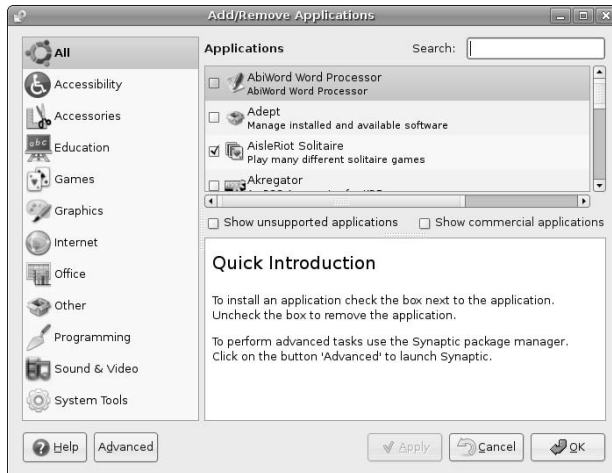 Add/Remove Applications
All
Accessibility
Accessories
abc
Education
Games
Graphics
Internet
Office
Other
Programming
Sound & Video
System Tools
Applications
Search:
AbiWord Word Processor
AbiWord Word Processor
Adept
Manage installed and available software
AisleRiot Solitaire
Play many different solitaire games
Akregator
Show unsupported applications
Show commercial applications
Quick Introduction
To install an application check the box next to the application.
Uncheck the box to remove the application.
To perform advanced tasks use the Synaptic package manager.
Click on the button 'Advanced' to launch Synaptic.
Help
Advanced
Apply
Cancel
OK